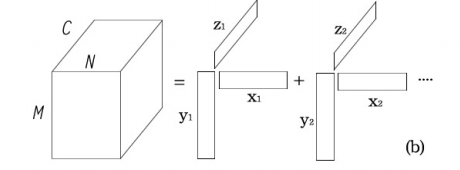 C
N
M
=
z1
x1
y1
+
z2
x2
y2
....
(b)